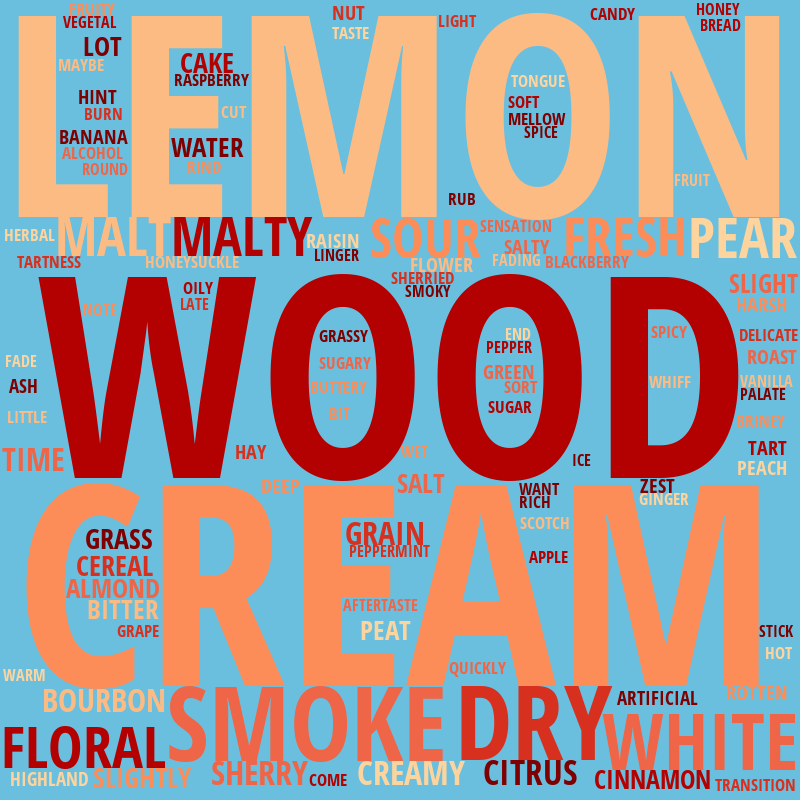 FRUITY
VEGETAL
NUT
LIGHT
CANDY
HONEY
BREAD
LOT
TASTE
MAYBE
CAKE
RASPBERRY
TONGUE
LEMON
HINT
BURN
CUT
SOFT
MELLOW
SPICE
BANANA
ALCOHOL
ROUND
WATER
RIND
FRUIT
RUB
HERBAL
MALT
MALTY
RAISIN
LINGER
SOUR
SENSATION
SALTY
FRESH
PEAR
TARTNESS
HONEYSUCKLE
FLOWER
FADING
BLACKBERRY
OILY
LATE
SHERRIED
SMOKY
SLIGHT
HARSH
NOTE
GRASSY
END
PEPPER
SPICY
DELICATE
ROAST
WOOD
FADE
SUGARY
GREEN
SORT
WHIFF
VANILLA
PALATE
ASH
BUTTERY
BIT
SUGAR
LITTLE
BRINEY
TIME
HAY
WET
ICE
TART
PEACH
DEEP
SALT
WANT
RICH
ZEST
GINGER
GRASS
GRAIN
PEPPERMINT
SCOTCH
CEREAL
APPLE
CREAM
ALMOND
BITTER
AFTERTASTE
GRAPE
PEAT
STICK
HOT
WARM
QUICKLY
BOURBON
SMOKE
DRY
ARTIFICIAL
ROTTEN
FLORAL
WHITE
HIGHLAND
SLIGHTLY
SHERRY
COME
CREAMY
CITRUS
CINNAMON
TRANSITION